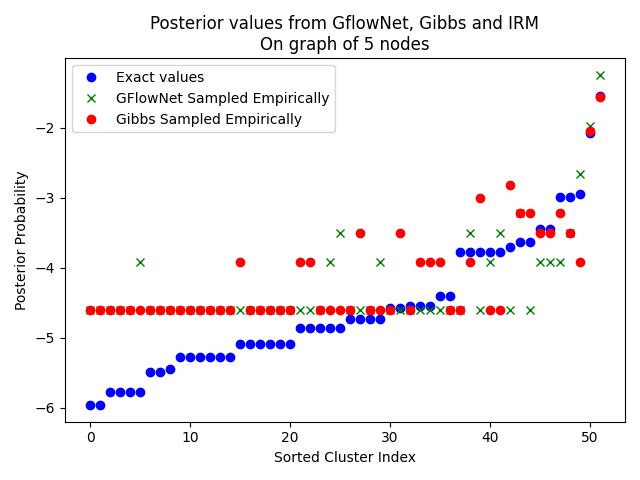 Posterior values from GflowNet, Gibbs and IRM
On graph of 5 nodes
Exact values
GFlowNet Sampled Empirically
Gibbs Sampled Empirically
Posterior Probability
−2
−3
−4
−5
−6
0
10
20
30
40
50
Sorted Cluster Index